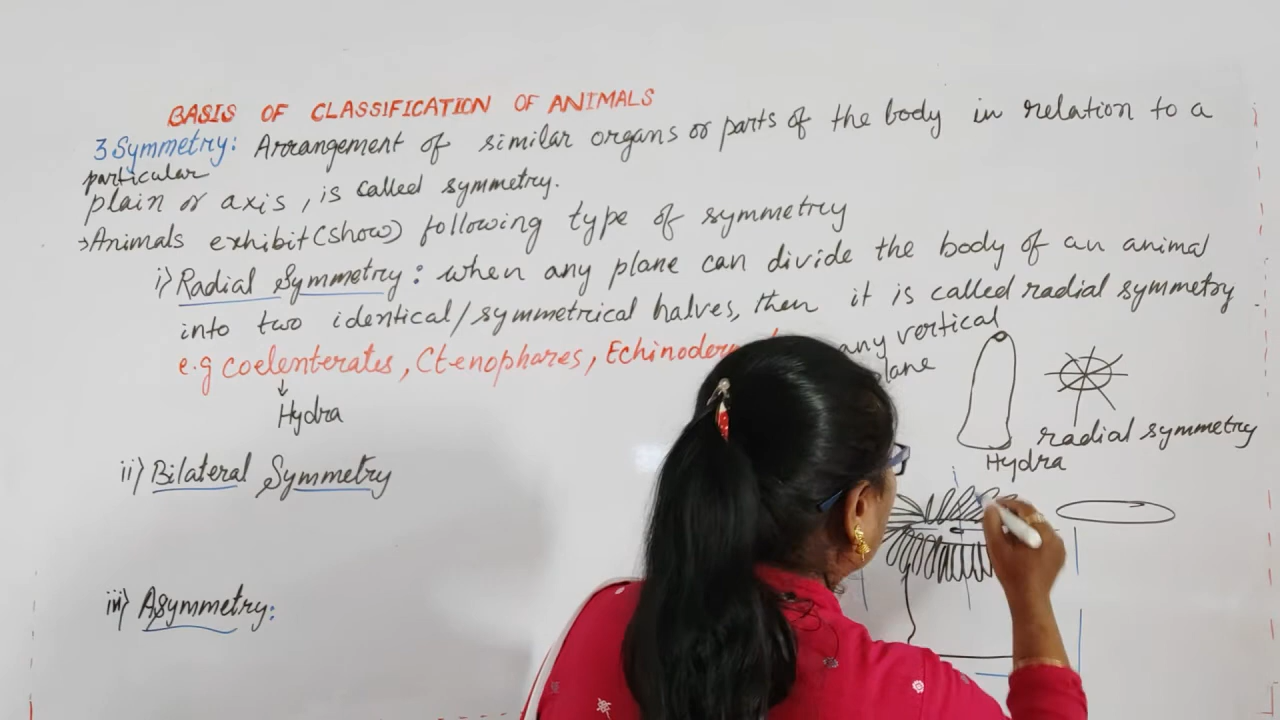 BASIS OF CLASSIFICATION OF ANIMALS
3 Symmetry: Arrangement of similar organs or parts of the body in relation to a
particular
plain or axis, is called symmetry.
→Animals exhibit(show) following type of symmetry
i) Radial Symmetry: when any plane can divide the body of an animal
into two identical/symmetrical halves, then it is called radial symmetry
e.g coelenterates, Ctenophares, Echinoderm
any vertical
plane
Hydra
radial symmetry
Hydra
ii) Bilateral Symmetry
iii) Asymmetry: